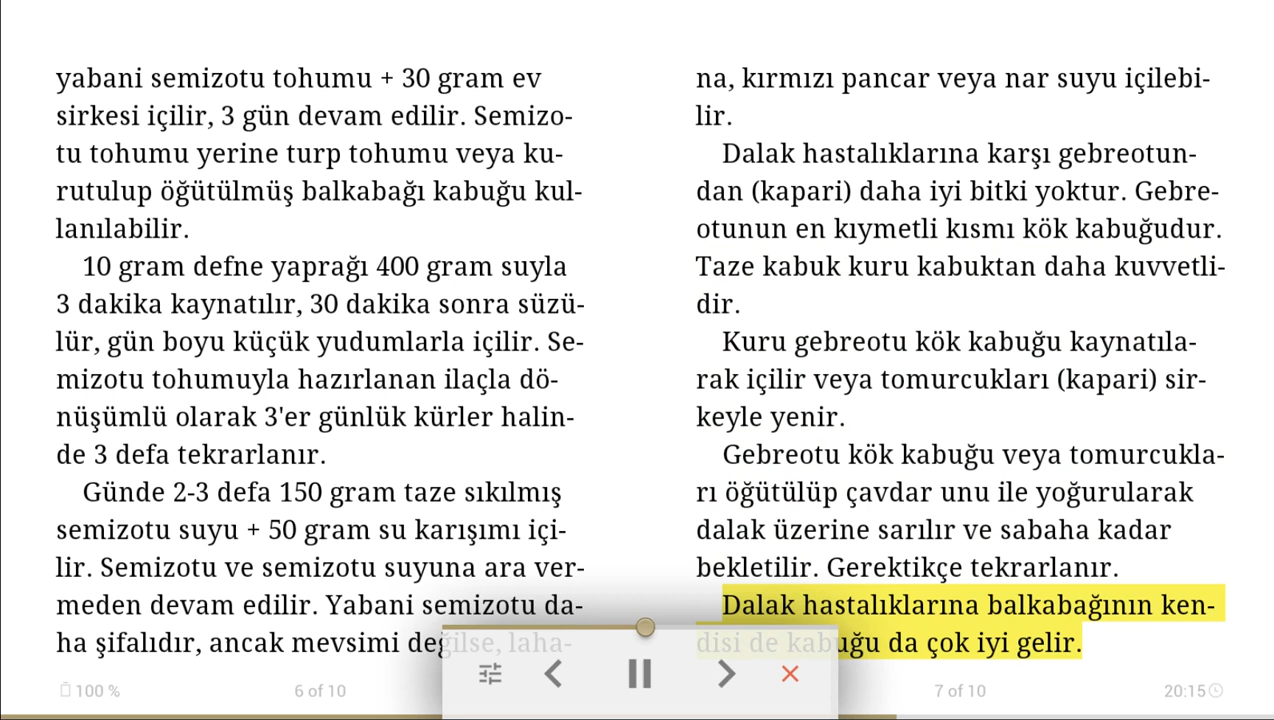 yabani semizotu tohumu + 30 gram ev
sirkesi içilir, 3 gün devam edilir. Semizo-
tu tohumu yerine turp tohumu veya ku-
rutulup öğütülmüş balkabağı kabuğu kul-
lanılabilir.
10 gram defne yaprağı 400 gram suyla
3 dakika kaynatılır, 30 dakika sonra süzü-
lür, gün boyu küçük yudumlarla içilir. Se-
mizotu tohumuyla hazırlanan ilaçla dö-
nüşümlü olarak 3'er günlük kürler halin-
de 3 defa tekrarlanır.
Günde 2-3 defa 150 gram taze sıkılmış
semizotu suyu + 50 gram su karışımı içi-
lir. Semizotu ve semizotu suyuna ara ver-
meden devam edilir. Yabani semizotu da-
ha şifalıdır, ancak mevsimi değilse, laha-
na, kırmızı pancar veya nar suyu içilebi-
lir.
Dalak hastalıklarına karşı gebreotun-
dan (kapari) daha iyi bitki yoktur. Gebre-
otunun en kıymetli kısmı kök kabuğudur.
Taze kabuk kuru kabuktan daha kuvvetli-
dir.
Kuru gebreotu kök kabuğu kaynatıla-
rak içilir veya tomurcukları (kapari) sir-
keyle yenir.
Gebreotu kök kabuğu veya tomurcukla-
rı öğütülüp çavdar unu ile yoğurularak
dalak üzerine sarılır ve sabaha kadar
bekletilir. Gerektikçe tekrarlanır.
Dalak hastalıklarına balkabağının ken-
disi de kabuğu da çok iyi gelir.
100 %
6 of 10
7 of 10
20:15